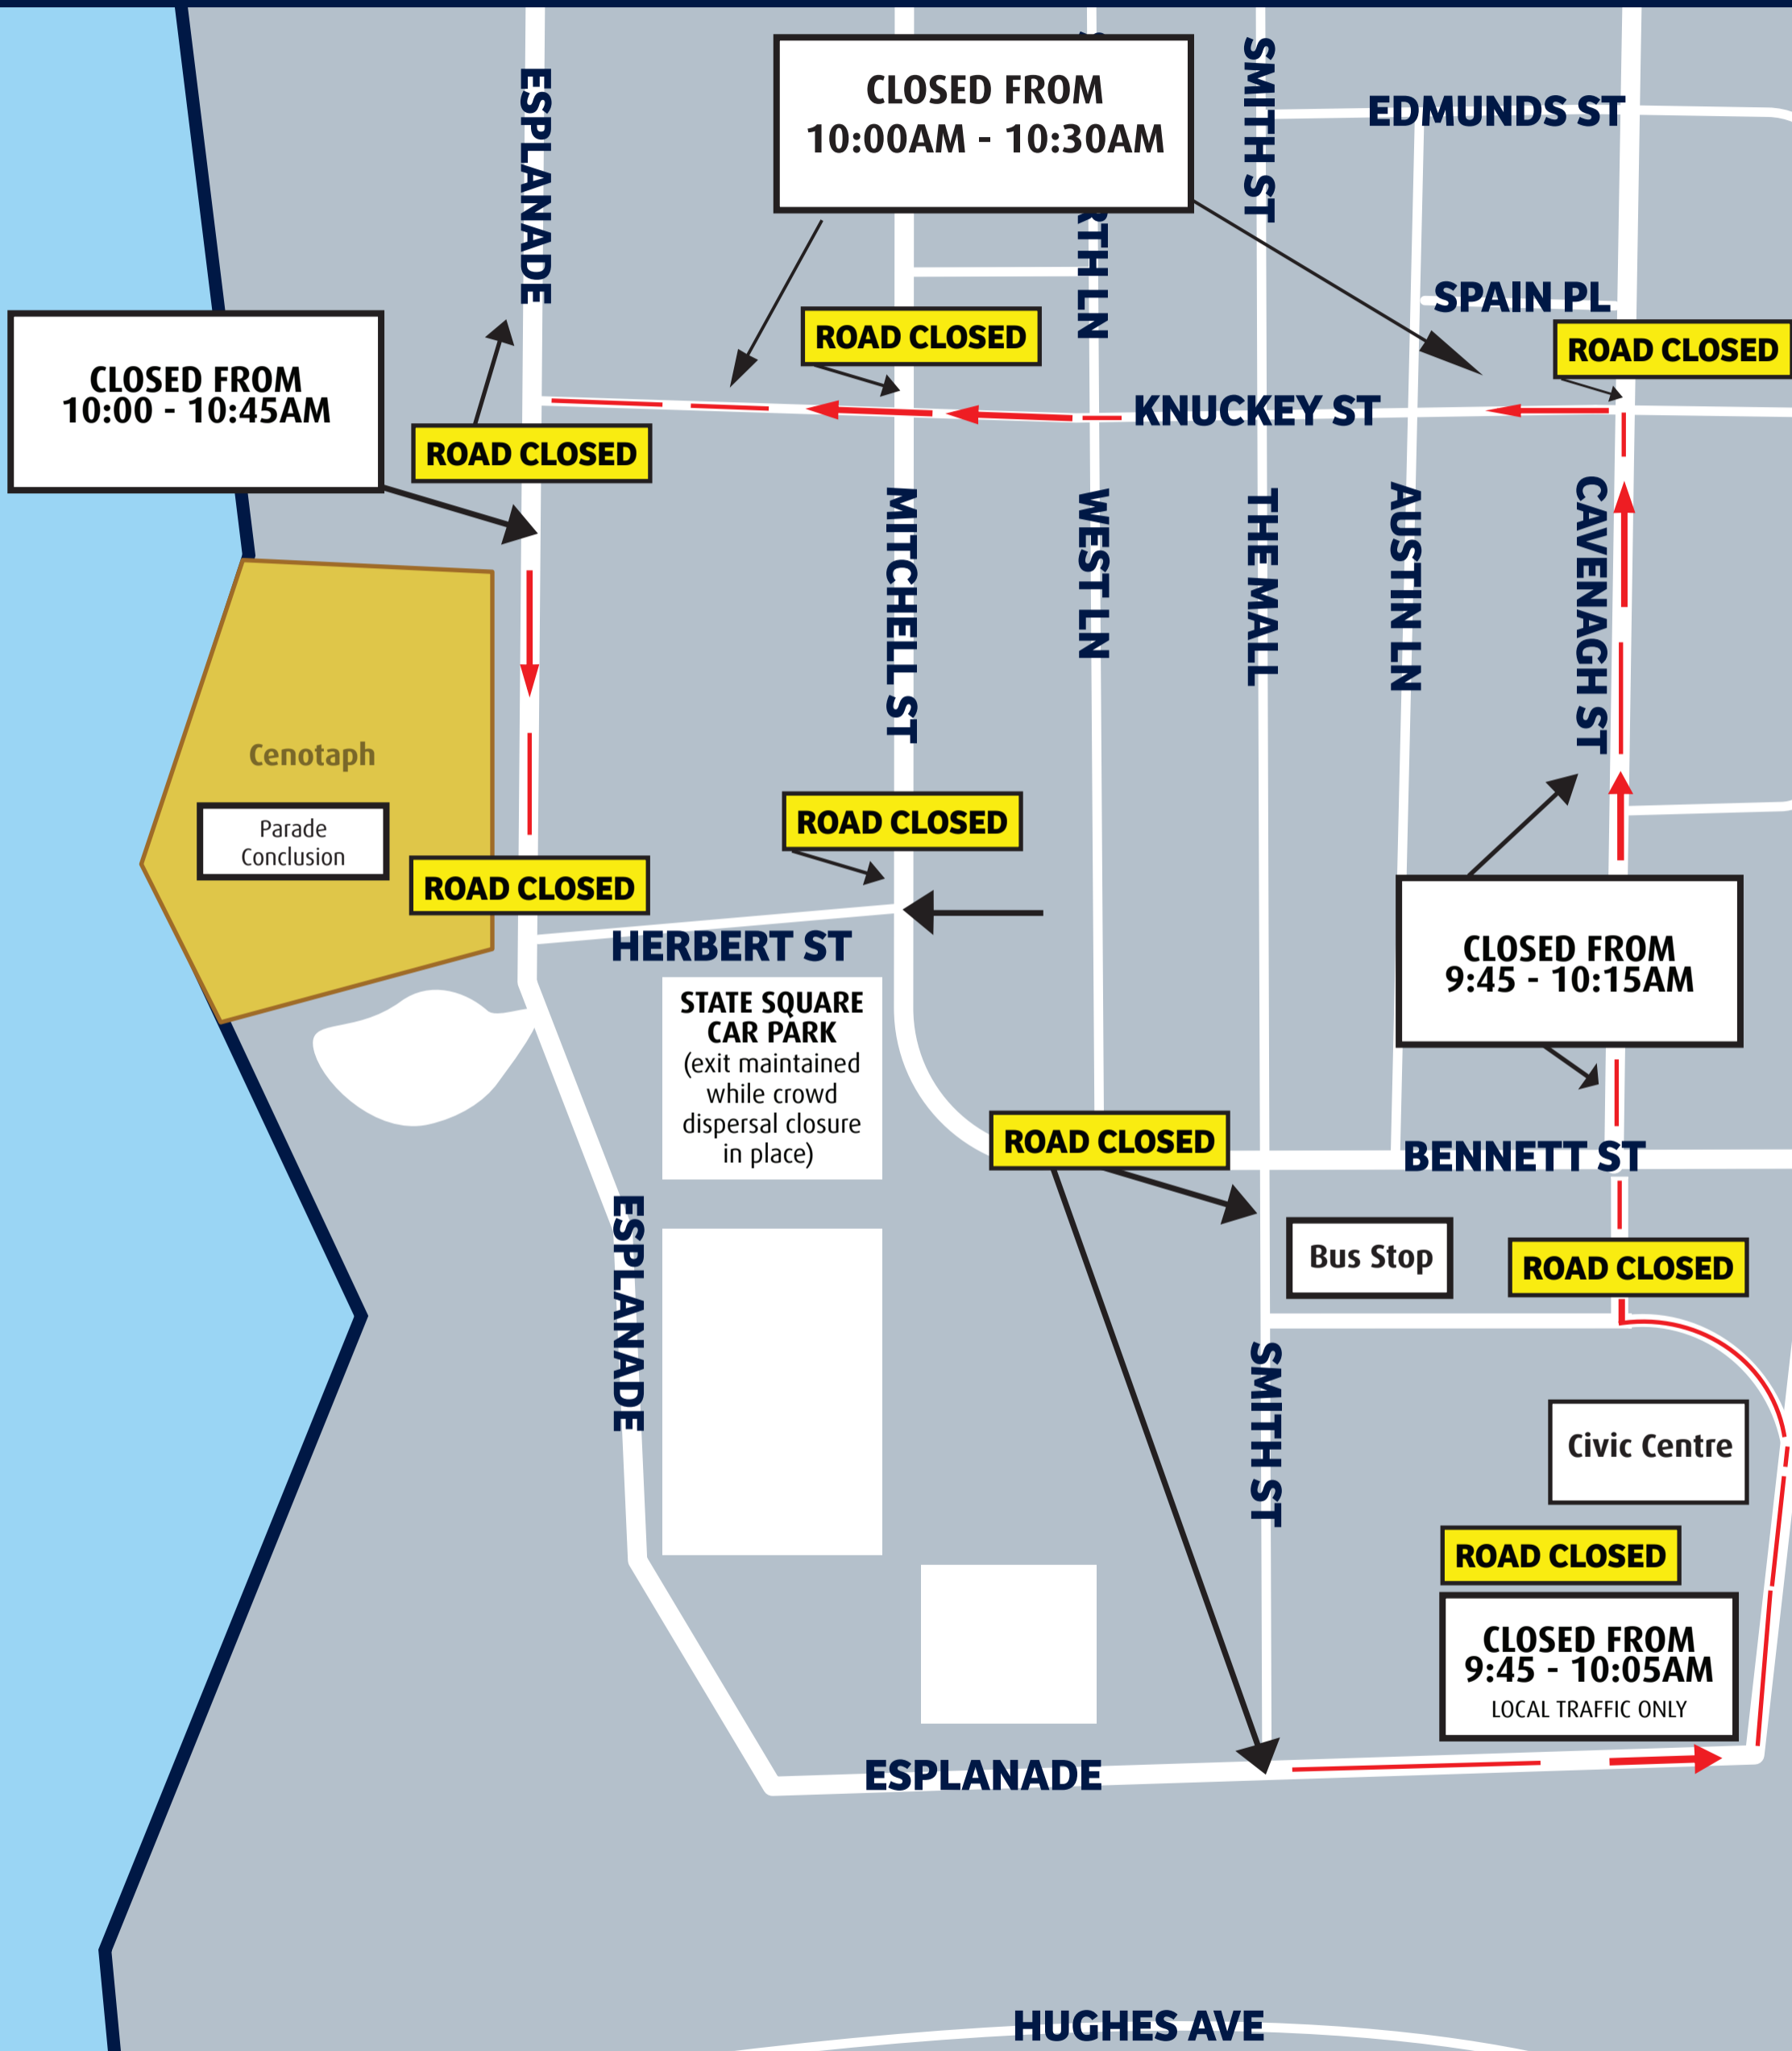 ESPLANADE
CLOSED FROM
10:00AM - 10:30AM
SMITH ST
EDMUNDS ST
SPAIN PL
ROAD CLOSED
ROAD CLOSED
CLOSED FROM
10:00 - 10:45AM
ROAD CLOSED
KNUCKEY ST
MITCHELL ST
WEST LN
THE MALL
AUSTIN LN
CAVENAGH ST
Cenotaph
Parade
Conclusion
ROAD CLOSED
ROAD CLOSED
HERBERT ST
CLOSED FROM
9:45 - 10:15AM
STATE SQUARE
CAR PARK
(exit maintained
while crowd
dispersal closure
in place)
ROAD CLOSED
BENNETT ST
ESPLANADE
Bus Stop
ROAD CLOSED
SMITH ST
Civic Centre
ROAD CLOSED
CLOSED FROM
9:45 - 10:05AM
LOCAL TRAFFIC ONLY
ESPLANADE
HUGHES AVE